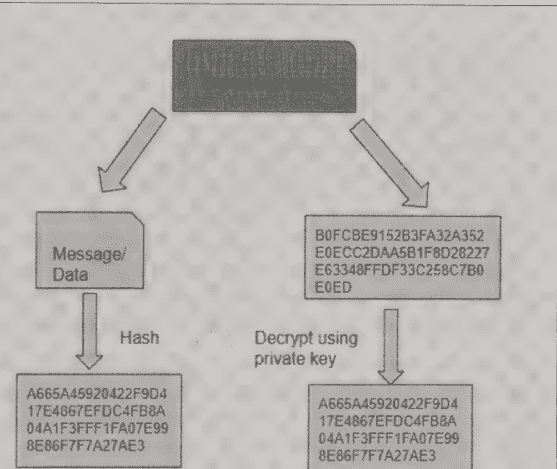 Message/
Data
B0FCBE9152B3FA32A352
E0ECC2DAA5B1F8D28227
E63348FFDF33C258C7B0
E0ED
Hash
Decrypt using
private key
A665A45920422F9D4
17E4867EFDC4FB8A
04A1F3FFF1FA07E99
8E86F7F7A27AE3
A665A45920422F9D4
17E4867EFDC4FB8A
04A1F3FFF1FA07E99
8E86F7F7A27AE3